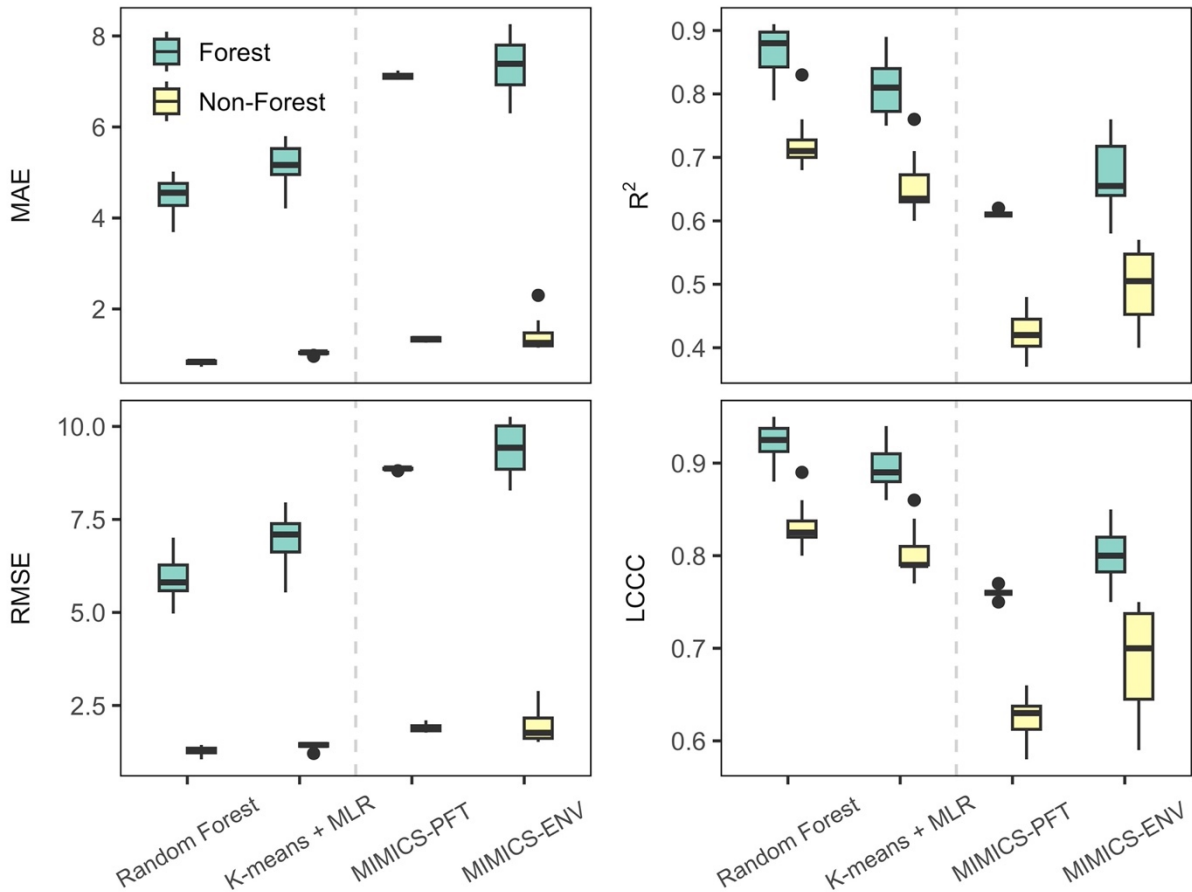 Forest
Non-Forest
MAE
8
6
4
2
R²
0.9
0.8
0.7
0.6
0.5
0.4
RMSE
10.0
7.5
5.0
2.5
LCCC
0.9
0.8
0.7
0.6
Random Forest
K-means + MLR
MIMICS-PFT
MIMICS-ENV
Random Forest
K-means + MLR
MIMICS-PFT
MIMICS-ENV